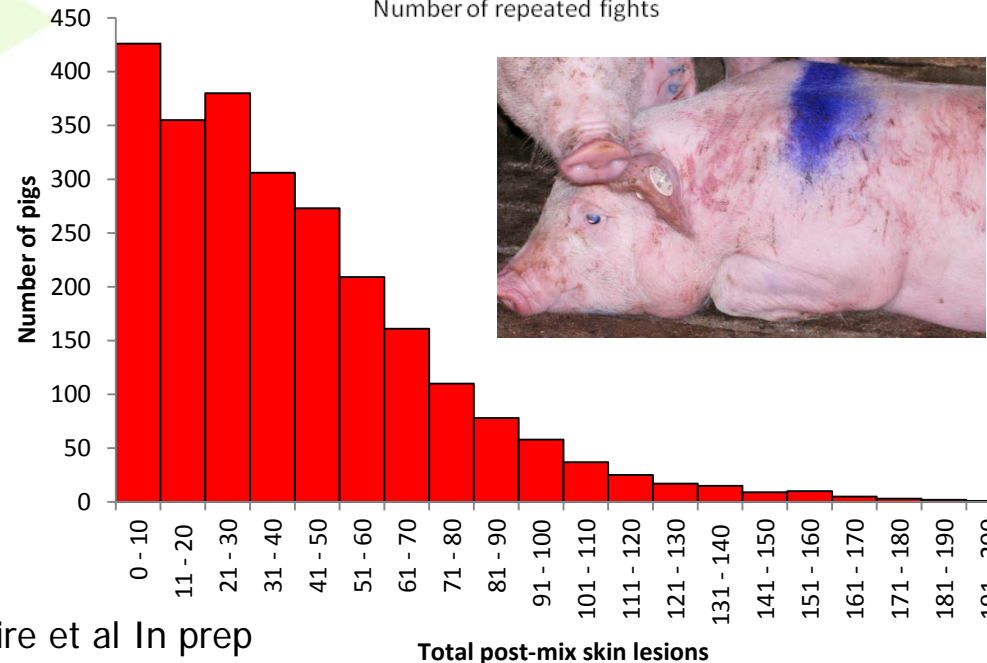 Number of repeated fights
450
400
350
300
250
200
150
100
50
0
Number of pigs
0 - 10
11 - 20
21 - 30
31 - 40
41 - 50
51 - 60
61 - 70
71 - 80
81 - 90
91 - 100
101 - 110
111 - 120
121 - 130
131 - 140
141 - 150
151 - 160
161 - 170
171 - 180
181 - 190
ire et al In prep
Total post-mix skin lesions